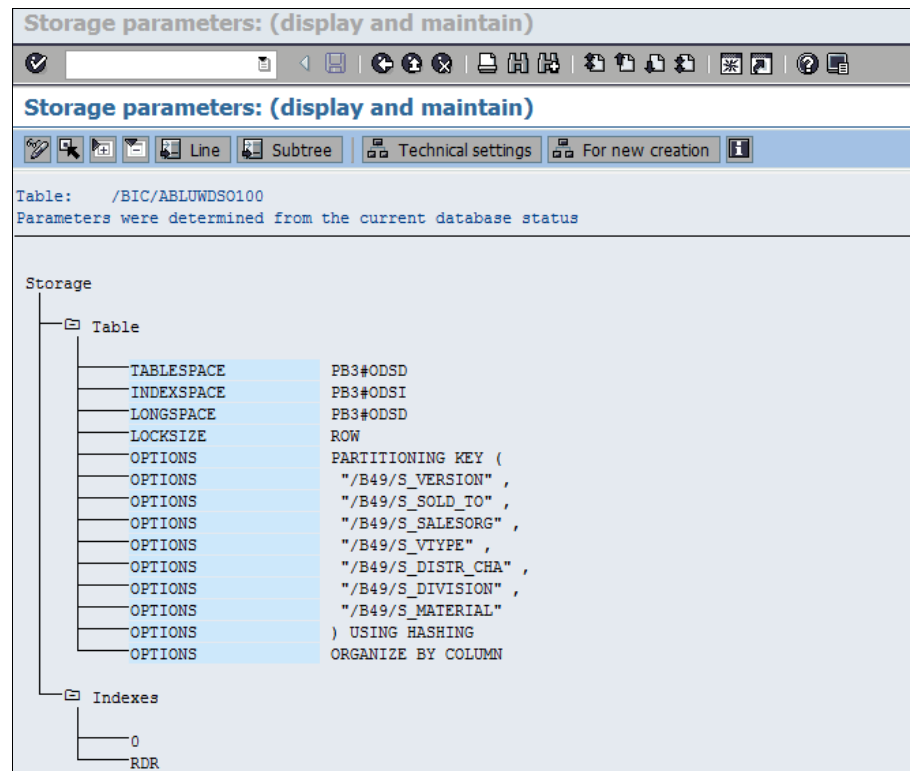 Storage parameters: (display and maintain)
Storage parameters: (display and maintain)
Line Subtree Technical settings For new creation
Table: /BIC/ABLUWDSO100
Parameters were determined from the current database status
Storage
Table
TABLESPACE PB3#ODSD
INDEXSPACE PB3#ODSI
LONGSPACE PB3#ODSD
LOCKSIZE ROW
OPTIONS PARTITIONING KEY (
OPTIONS "/B49/S_VERSION" ,
OPTIONS "/B49/S_SOLD_TO" ,
OPTIONS "/B49/S_SALESORG" ,
OPTIONS "/B49/S_VTYPE" ,
OPTIONS "/B49/S_DISTR_CHA" ,
OPTIONS "/B49/S_DIVISION" ,
OPTIONS "/B49/S_MATERIAL"
OPTIONS ) USING HASHING
OPTIONS ORGANIZE BY COLUMN
Indexes
0
RDR